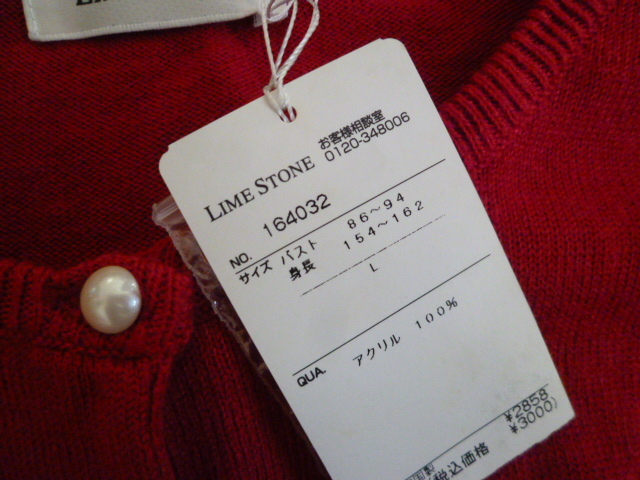 LIME STONE
お客様相談室
0120-348006
NO. 164032
サイズ バスト 86～94
身長 154～162
L
QUA. アクリル 100%
¥2858
税込価格 ¥3000)